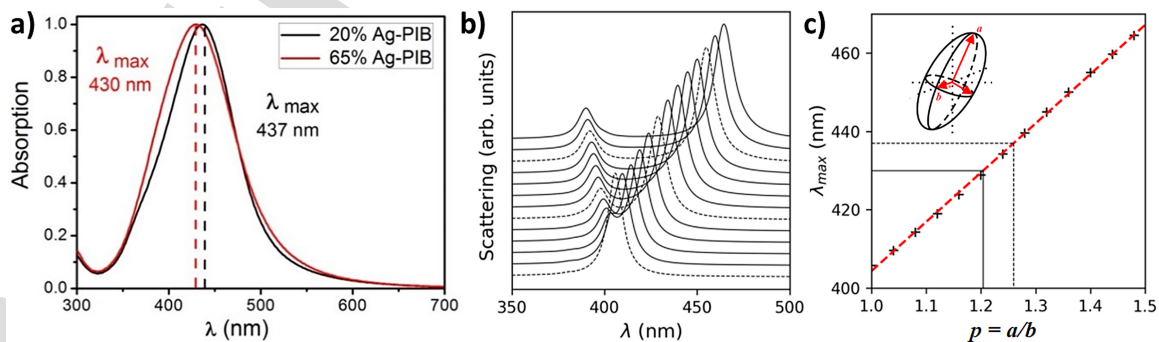 a)
Absorption
1.0
0.8
0.6
0.4
0.2
0.0
300
400
500
600
700
λ (nm)
λ max
430 nm
λ max
437 nm
20% Ag-PIB
65% Ag-PIB
b)
Scattering (arb. units)
350
400
450
500
λ (nm)
c)
λmax (nm)
460
440
420
400
1.0
1.1
1.2
1.3
1.4
1.5
p = a/b
a
b